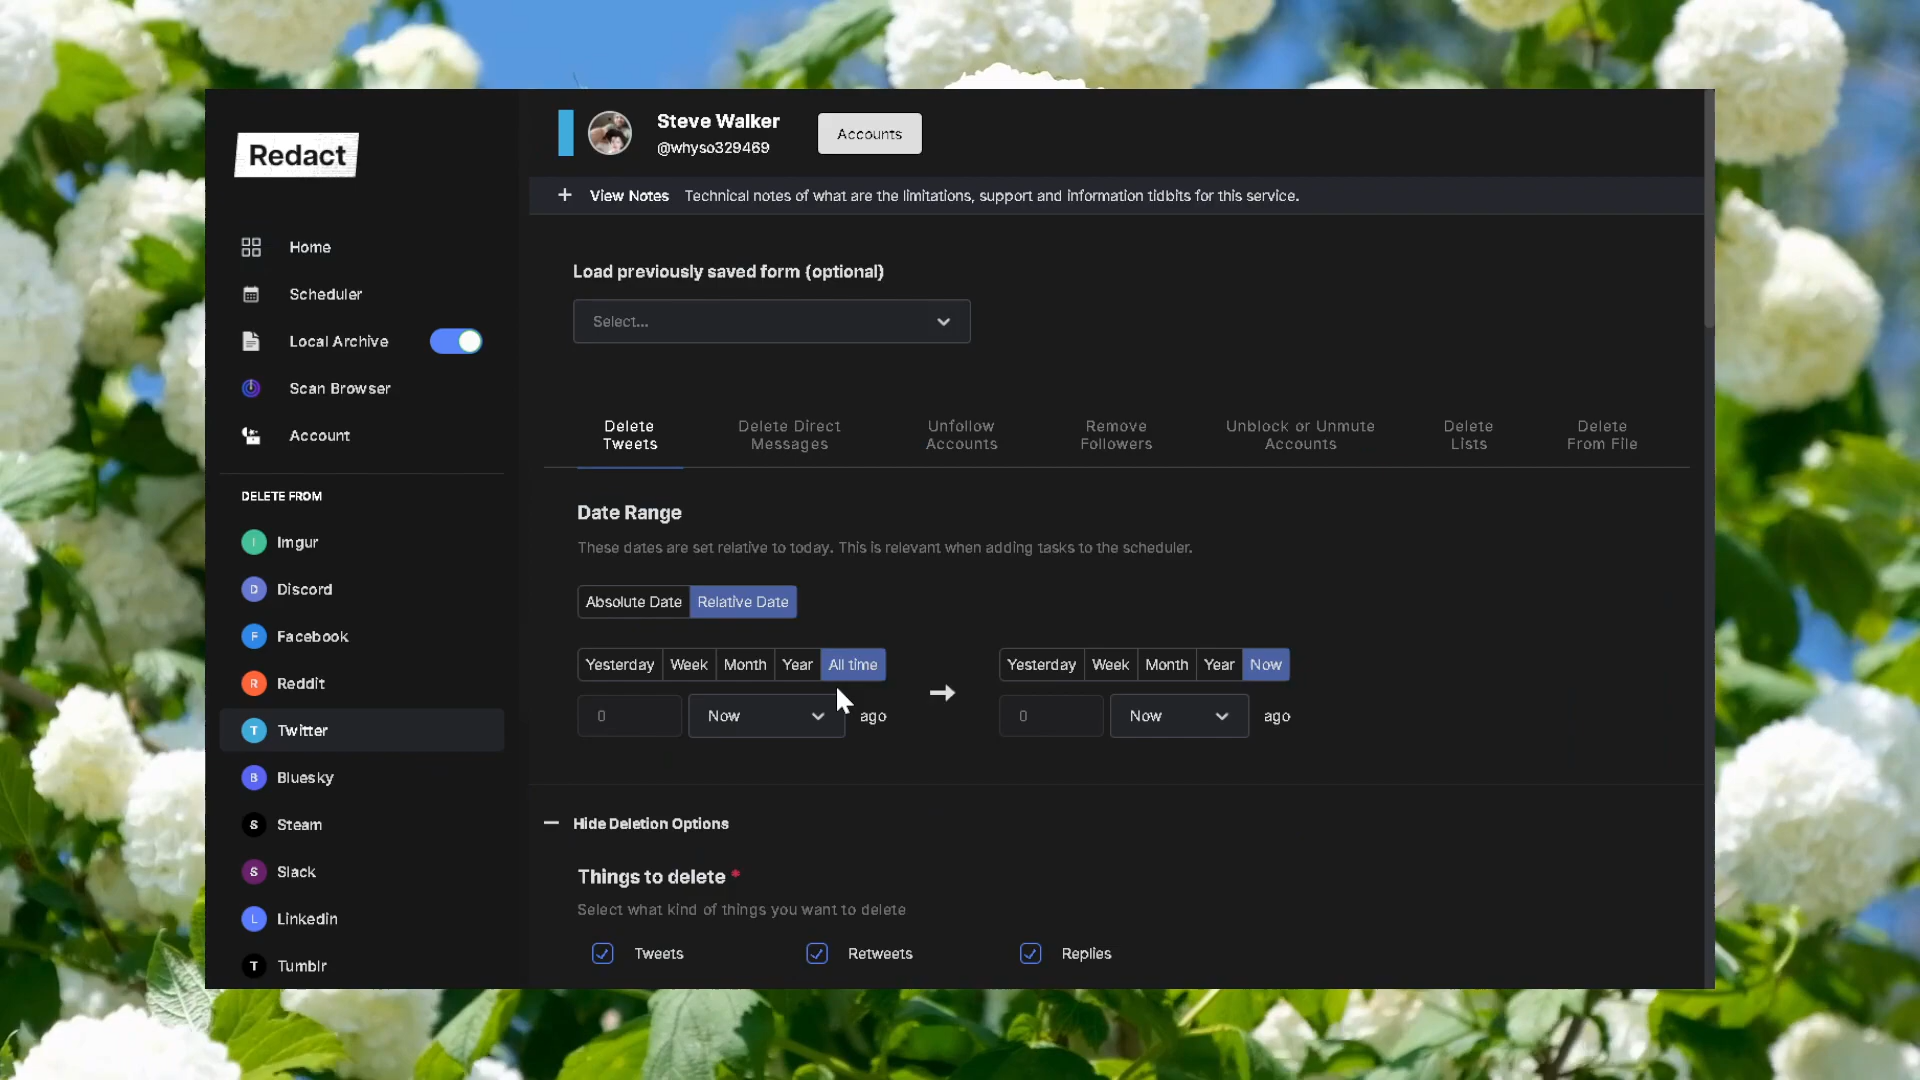 Redact
Home
Scheduler
Local Archive
Scan Browser
Account
DELETE FROM
I Imgur
D Discord
F Facebook
R Reddit
T Twitter
B Bluesky
S Steam
S Slack
L Linkedin
T Tumblr
Steve Walker
@whyso329469
Accounts
+ View Notes Technical notes of what are the limitations, support and information tidbits for this service.
Load previously saved form (optional)
Select...
Delete Tweets
Delete Direct Messages
Unfollow Accounts
Remove Followers
Unblock or Unmute Accounts
Delete Lists
Delete From File
Date Range
These dates are set relative to today. This is relevant when adding tasks to the scheduler.
Absolute Date Relative Date
Yesterday Week Month Year All time Yesterday Week Month Year Now
0 Now ago 0 Now ago
Hide Deletion Options
Things to delete *
Select what kind of things you want to delete
Tweets Retweets Replies